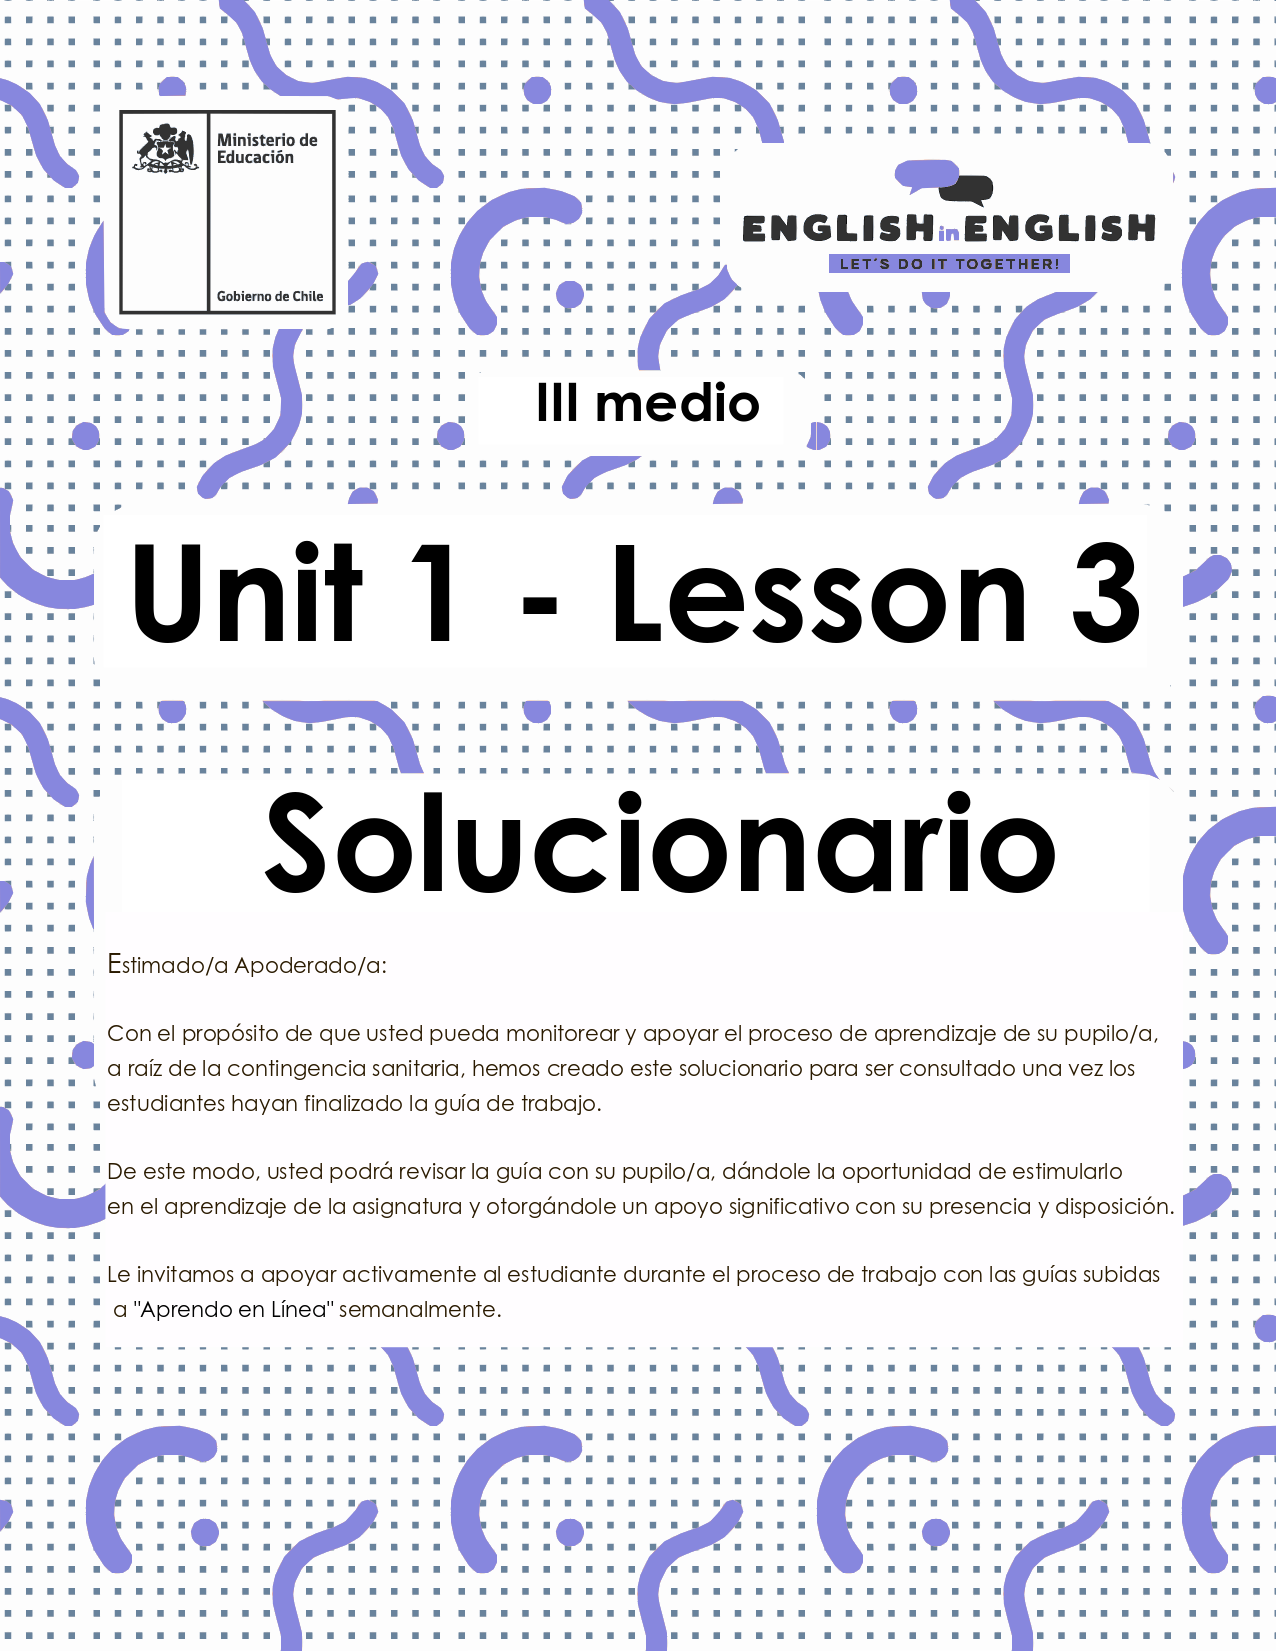 Ministerio de
Educación
Gobierno de Chile
ENGLISH in ENGLISH
LET'S DO IT TOGETHER!
III medio
Unit 1 - Lesson 3
Solucionario
Estimado/a Apoderado/a:
Con el propósito de que usted pueda monitorear y apoyar el proceso de aprendizaje de su pupilo/a,
a raíz de la contingencia sanitaria, hemos creado este solucionario para ser consultado una vez los
estudiantes hayan finalizado la guía de trabajo.
De este modo, usted podrá revisar la guía con su pupilo/a, dándole la oportunidad de estimularlo
en el aprendizaje de la asignatura y otorgándole un apoyo significativo con su presencia y disposición.
Le invitamos a apoyar activamente al estudiante durante el proceso de trabajo con las guías subidas
a "Aprendo en Línea" semanalmente.